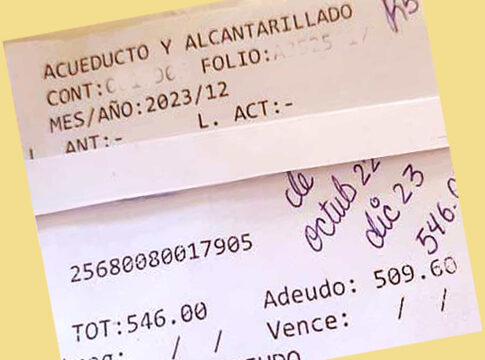 ACUEDUCTO Y ALCANTARILLADO
CONT: FOLIO:
MES/AÑO:2023/12
L. ANT:- L. ACT:-
de
octub 22
dic 23
546.
25680080017905
TOT:546.00 Adeudo: 509.60
/ / Vence: / /